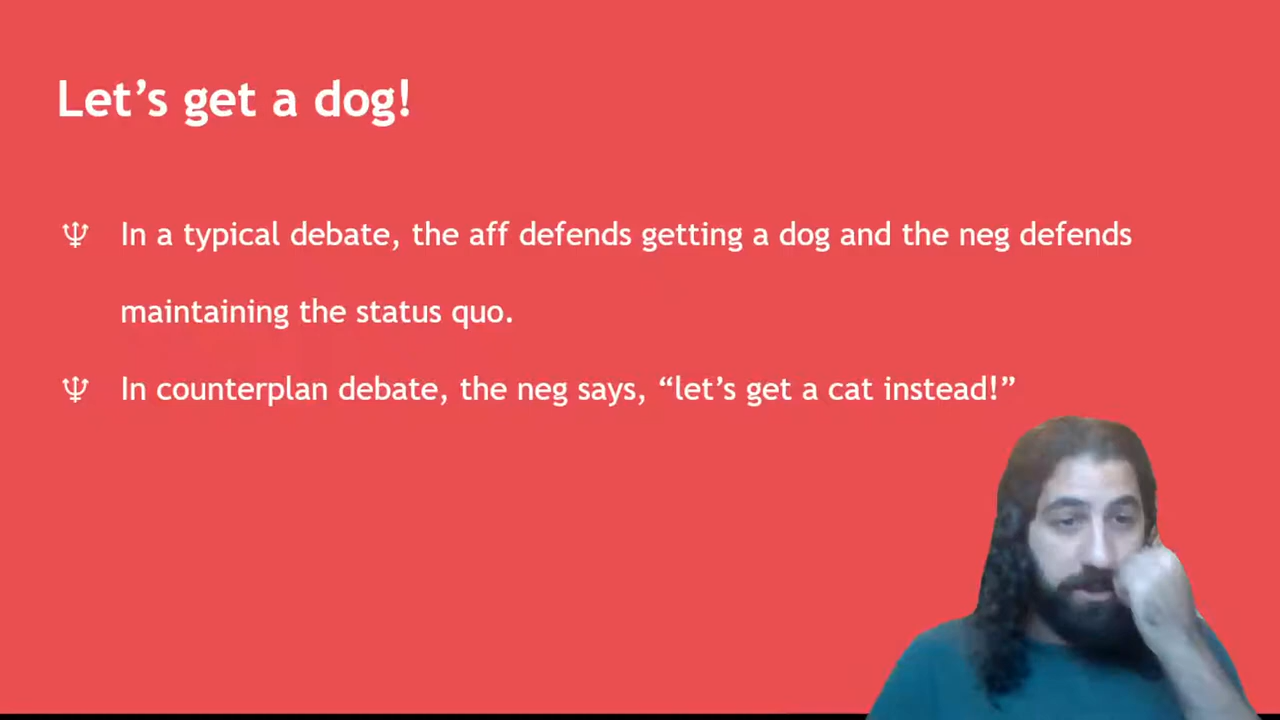 Let’s get a dog!
In a typical debate, the aff defends getting a dog and the neg defends
maintaining the status quo.
In counterplan debate, the neg says, “let’s get a cat instead!”